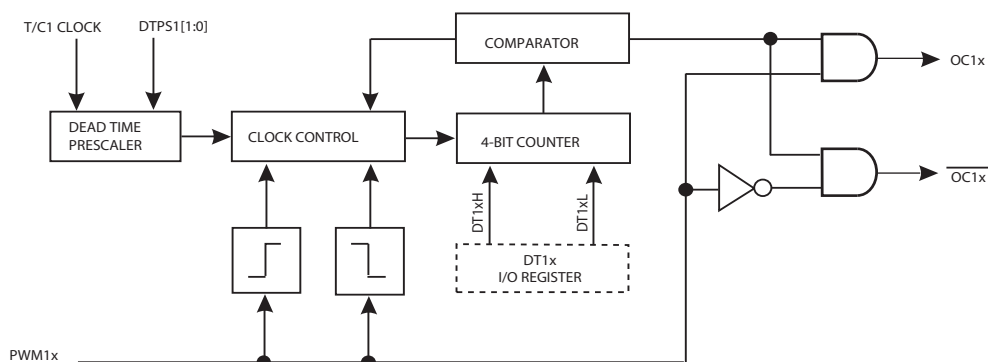 T/C1 CLOCK
DTPS1[1:0]
COMPARATOR
OC1x
DEAD TIME
PRESCALER
CLOCK CONTROL
4-BIT COUNTER
OC1x
DT1xH
DT1xL
DT1x
I/O REGISTER
PWM1x